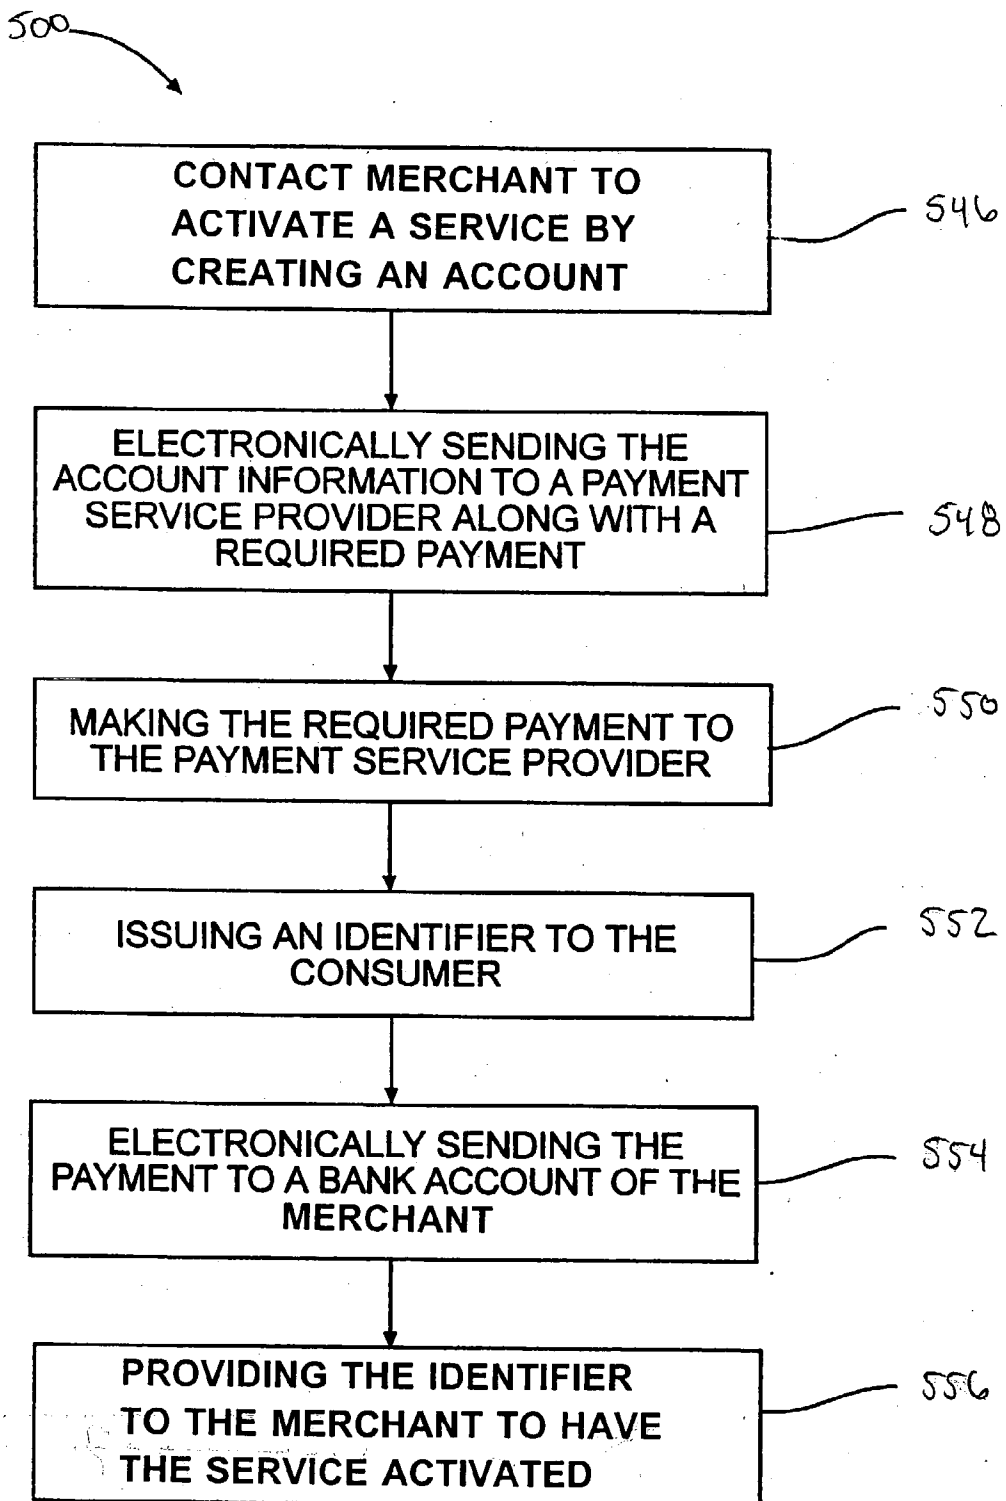 500
CONTACT MERCHANT TO
ACTIVATE A SERVICE BY
CREATING AN ACCOUNT
546
ELECTRONICALLY SENDING THE
ACCOUNT INFORMATION TO A PAYMENT
SERVICE PROVIDER ALONG WITH A
REQUIRED PAYMENT
548
MAKING THE REQUIRED PAYMENT TO
THE PAYMENT SERVICE PROVIDER
550
ISSUING AN IDENTIFIER TO THE
CONSUMER
552
ELECTRONICALLY SENDING THE
PAYMENT TO A BANK ACCOUNT OF THE
MERCHANT
554
PROVIDING THE IDENTIFIER
TO THE MERCHANT TO HAVE
THE SERVICE ACTIVATED
556